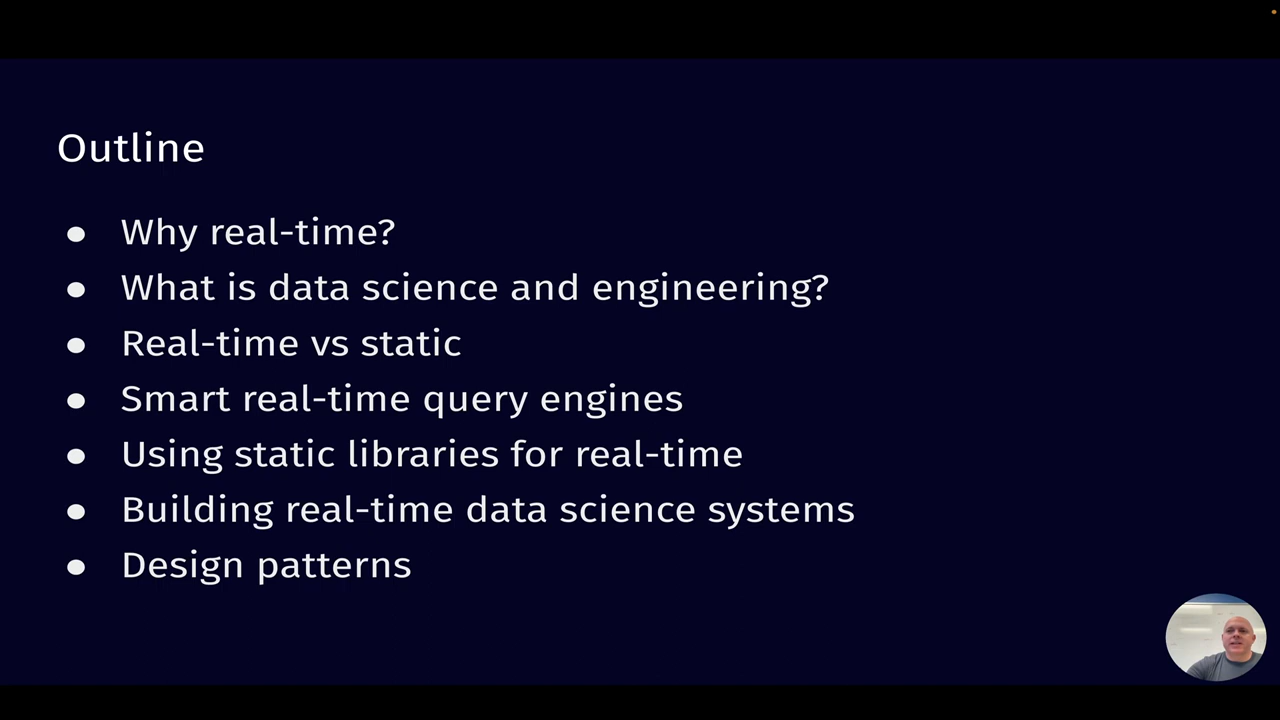 Outline
● Why real-time?
● What is data science and engineering?
● Real-time vs static
● Smart real-time query engines
● Using static libraries for real-time
● Building real-time data science systems
● Design patterns